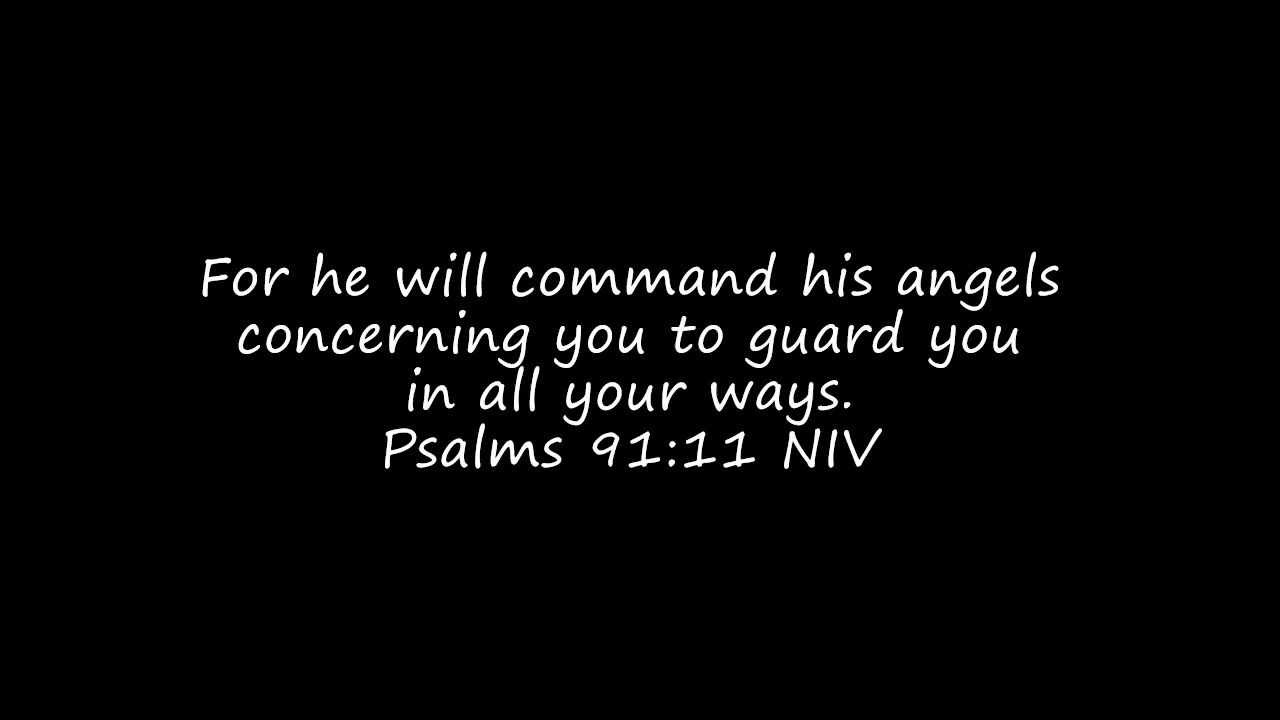 For he will command his angels
concerning you to guard you
in all your ways.
Psalms 91:11 NIV